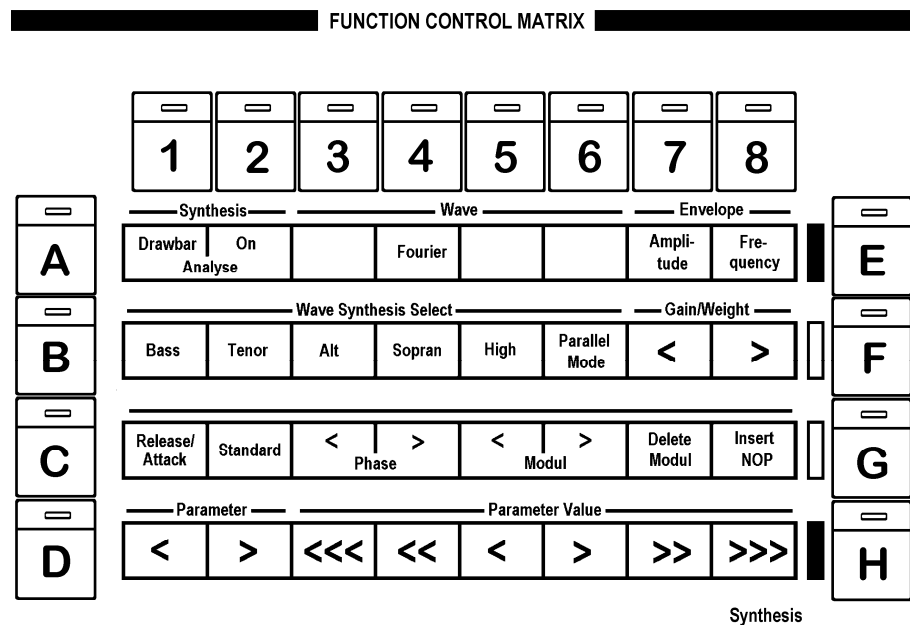 FUNCTION CONTROL MATRIX
1 2 3 4 5 6 7 8
Synthesis Wave Envelope
A E
Drawbar On Fourier Ampli- Fre-
Analyse tude quency
Wave Synthesis Select Gain/Weight
B F
Bass Tenor Alt Sopran High Parallel < >
Mode
C G
Release/ Standard < > < > Delete Insert
Attack Phase Modul Modul NOP
Parameter Parameter Value
D H
< > <<< << < > >> >>>
Synthesis